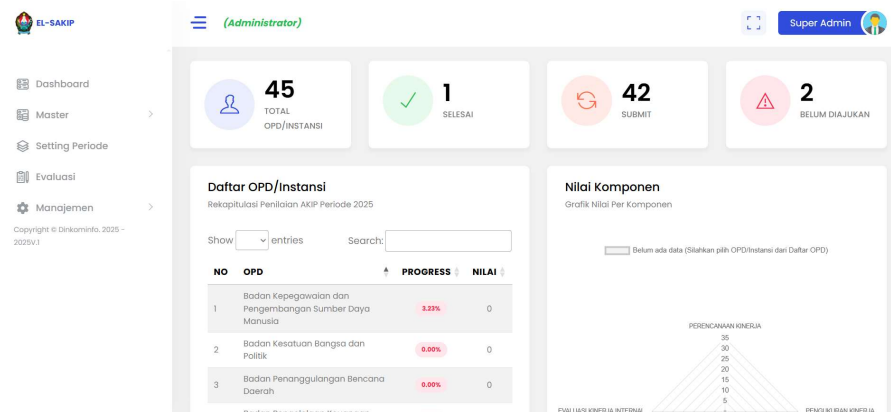 EL-SAKIP
(Administrator)
Super Admin
Dashboard
Master
Setting Periode
Evaluasi
Manajemen
Copyright © Dinkominfo. 2025 -
2025V.1
45
TOTAL
OPD/INSTANSI
1
SELESAI
42
SUBMIT
2
BELUM DIAJUKAN
Daftar OPD/Instansi
Rekapitulasi Penilaian AKIP Periode 2025
Show entries Search:
NO OPD PROGRESS NILAI
1 Badan Kepegawaian dan
Pengembangan Sumber Daya
Manusia 3.23% 0
2 Badan Kesatuan Bangsa dan
Politik 0.00% 0
3 Badan Penanggulangan Bencana
Daerah 0.00% 0
Nilai Komponen
Grafik Nilai Per Komponen
Belum ada data (Silahkan pilih OPD/Instansi dari Daftar OPD)
PERENCANAAN KINERJA
35
30
25
20
15
10
5
EVALUASI KINERJA INTERNAL
PENGUKURAN KINERJA